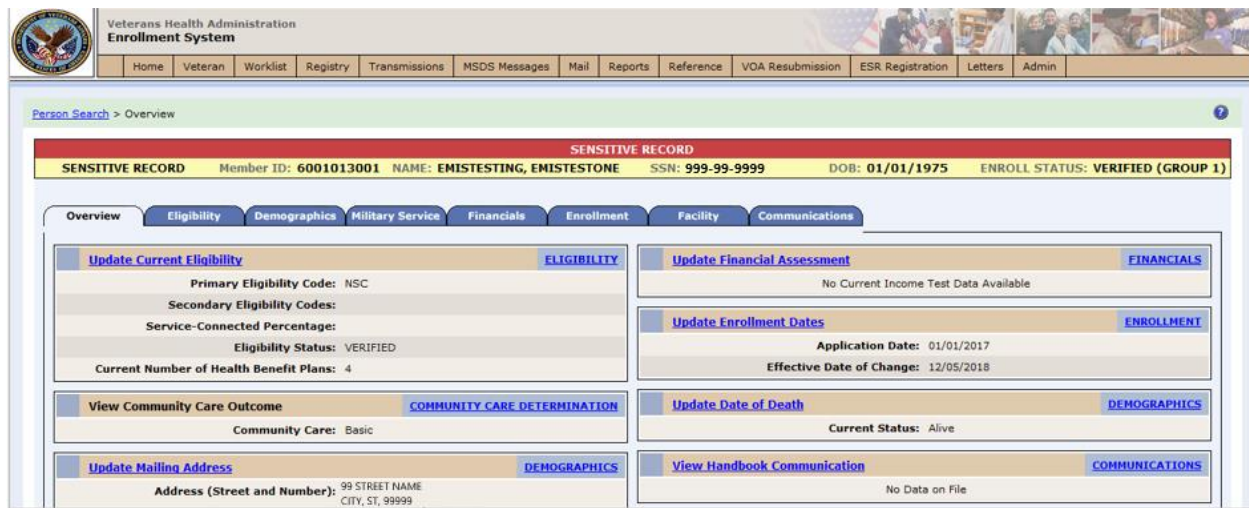 Veterans Health Administration
Enrollment System
Home Veteran Worklist Registry Transmissions MSDS Messages Mail Reports Reference VOA Resubmission ESR Registration Letters Admin
Person Search > Overview
SENSITIVE RECORD
SENSITIVE RECORD Member ID: 6001013001 NAME: EMISTESTING, EMISTESTONE SSN: 999-99-9999 DOB: 01/01/1975 ENROLL STATUS: VERIFIED (GROUP 1)
Overview Eligibility Demographics Military Service Financials Enrollment Facility Communications
Update Current Eligibility ELIGIBILITY
Primary Eligibility Code: NSC
Secondary Eligibility Codes:
Service-Connected Percentage:
Eligibility Status: VERIFIED
Current Number of Health Benefit Plans: 4
View Community Care Outcome COMMUNITY CARE DETERMINATION
Community Care: Basic
Update Mailing Address DEMOGRAPHICS
Address (Street and Number): 99 STREET NAME
CITY, ST, 99999
Update Financial Assessment FINANCIALS
No Current Income Test Data Available
Update Enrollment Dates ENROLLMENT
Application Date: 01/01/2017
Effective Date of Change: 12/05/2018
Update Date of Death DEMOGRAPHICS
Current Status: Alive
View Handbook Communication COMMUNICATIONS
No Data on File